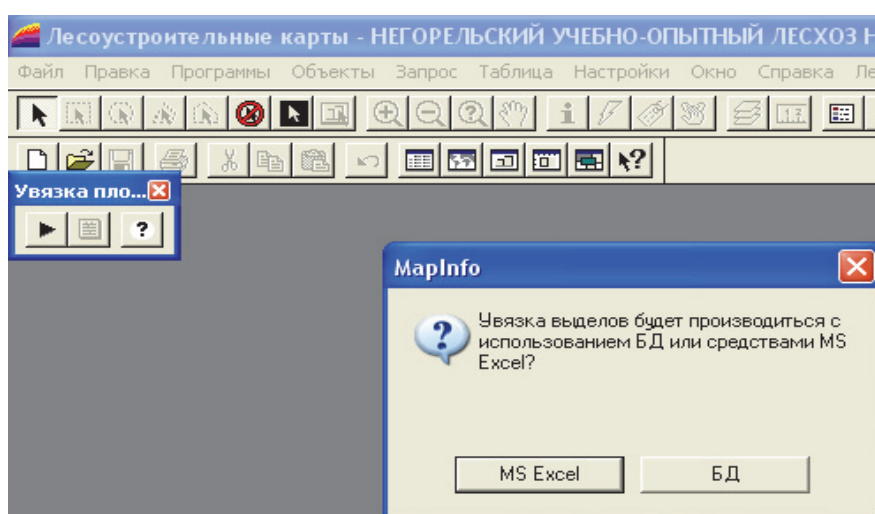 Лесоустроительные карты - НЕГОРЕЛЬСКИЙ УЧЕБНО-ОПЫТНЫЙ ЛЕСХОЗ Н
Файл Правка Программы Объекты Запрос Таблица Настройки Окно Справка Ле
Увязка пло...
?
MapInfo
Увязка выделов будет производиться с
использованием БД или средствами MS
Excel?
MS Excel БД